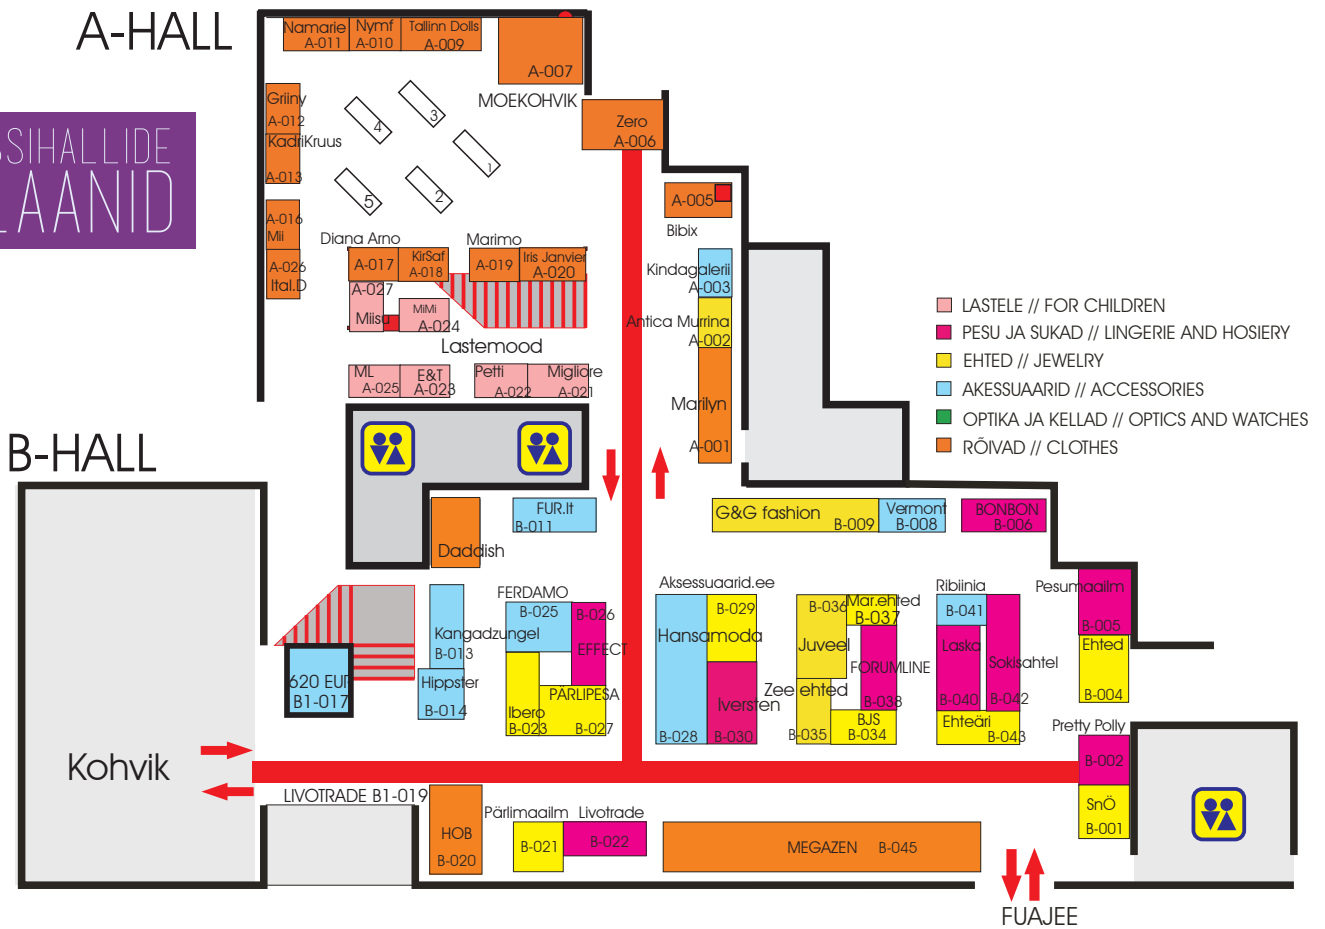 A-HALL
SSIHALLIDE
LAANID
Namarie
A-011
Nymf
A-010
Tallinn Dolls
A-009
A-007
MOEKOHVIK
Griiny
A-012
KadriKruus
A-013
3
4
1
2
5
Zero
A-006
A-016
Mii
A-026
Ital.D
A-005
Bibix
Diana Arno
A-017
KirSaf
A-018
Marimo
A-019
Iris Janvier
A-020
A-027
Miisu
MiMi
A-024
Lastemood
ML
A-025
E&T
A-023
Petti
A-022
Migliare
A-021
Kindagalerii
A-003
Antica Murrina
A-002
Marilyn
A-001
LASTELE // FOR CHILDREN
PESU JA SUKAD // LINGERIE AND HOSIERY
EHTED // JEWELRY
AKESSUAARID // ACCESSORIES
OPTIKA JA KELLAD // OPTICS AND WATCHES
RÕIVAD // CLOTHES
B-HALL
Daddish
FUR.lt
B-011
G&G fashion
B-009
Vermont
B-008
BONBON
B-006
Kangadzungel
B-013
Hippster
B-014
620 EUR
B1-017
FERDAMO
B-025
B-026
EFFECT
Ibero
B-023
PÄRLIPESA
B-027
Aksessuaarid.ee
Hansamoda
B-028
B-029
Iversten
B-030
B-036
Juveel
Mar.ehted
B-037
FORUMLINE
B-038
Zee ehted
B-035
BJS
B-034
Ribiinia
B-041
Laska
B-040
Sokisahtel
B-042
Ehteäri
B-043
Pesumaailm
B-005
Ehted
B-004
Pretty Polly
B-002
SnÖ
B-001
Kohvik
LIVOTRADE B1-019
HOB
B-020
Pärlimaailm
B-021
Livotrade
B-022
MEGAZEN B-045
FUAJEE